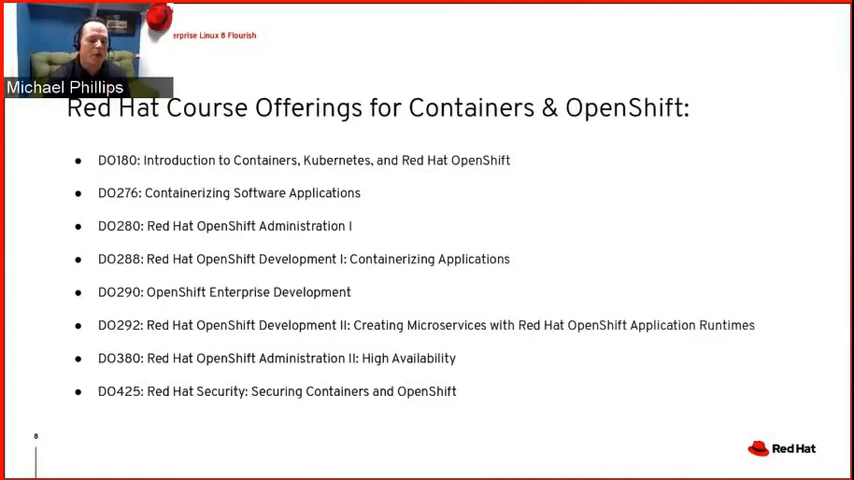 erprise Linux 8 Flourish
Michael Phillips
Red Hat Course Offerings for Containers & OpenShift:
● DO180: Introduction to Containers, Kubernetes, and Red Hat OpenShift
● DO276: Containerizing Software Applications
● DO280: Red Hat OpenShift Administration I
● DO288: Red Hat OpenShift Development I: Containerizing Applications
● DO290: OpenShift Enterprise Development
● DO292: Red Hat OpenShift Development II: Creating Microservices with Red Hat OpenShift Application Runtimes
● DO380: Red Hat OpenShift Administration II: High Availability
● DO425: Red Hat Security: Securing Containers and OpenShift
8
Red Hat